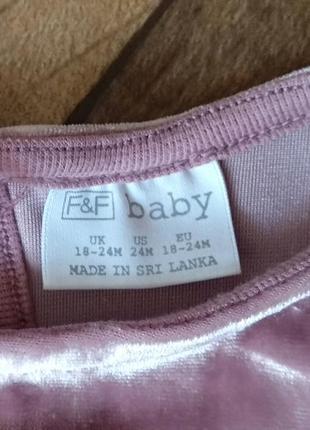 F&F baby
UK US EU
18-24M 24M 18-24M
MADE IN SRI LANKA